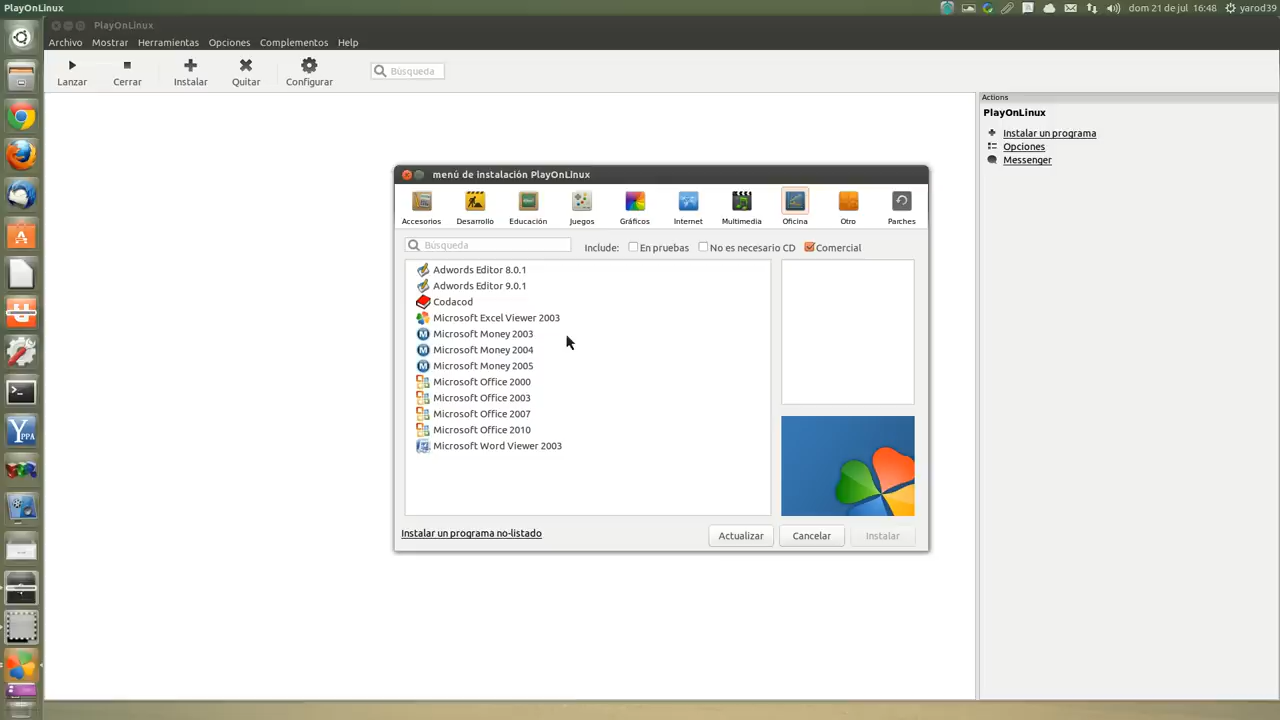 PlayOnLinux
dom 21 de jul 16:48 yarod39
PlayOnLinux
Archivo Mostrar Herramientas Opciones Complementos Help
Lanzar Cerrar Instalar Quitar Configurar Búsqueda
Actions
PlayOnLinux
Instalar un programa
Opciones
Messenger
menú de instalación PlayOnLinux
Accesorios Desarrollo Educación Juegos Gráficos Internet Multimedia Oficina Otro Parches
Búsqueda Include: En pruebas No es necesario CD Comercial
Adwords Editor 8.0.1
Adwords Editor 9.0.1
Codacod
Microsoft Excel Viewer 2003
Microsoft Money 2003
Microsoft Money 2004
Microsoft Money 2005
Microsoft Office 2000
Microsoft Office 2003
Microsoft Office 2007
Microsoft Office 2010
Microsoft Word Viewer 2003
Instalar un programa no-listado
Actualizar Cancelar Instalar
YPPA